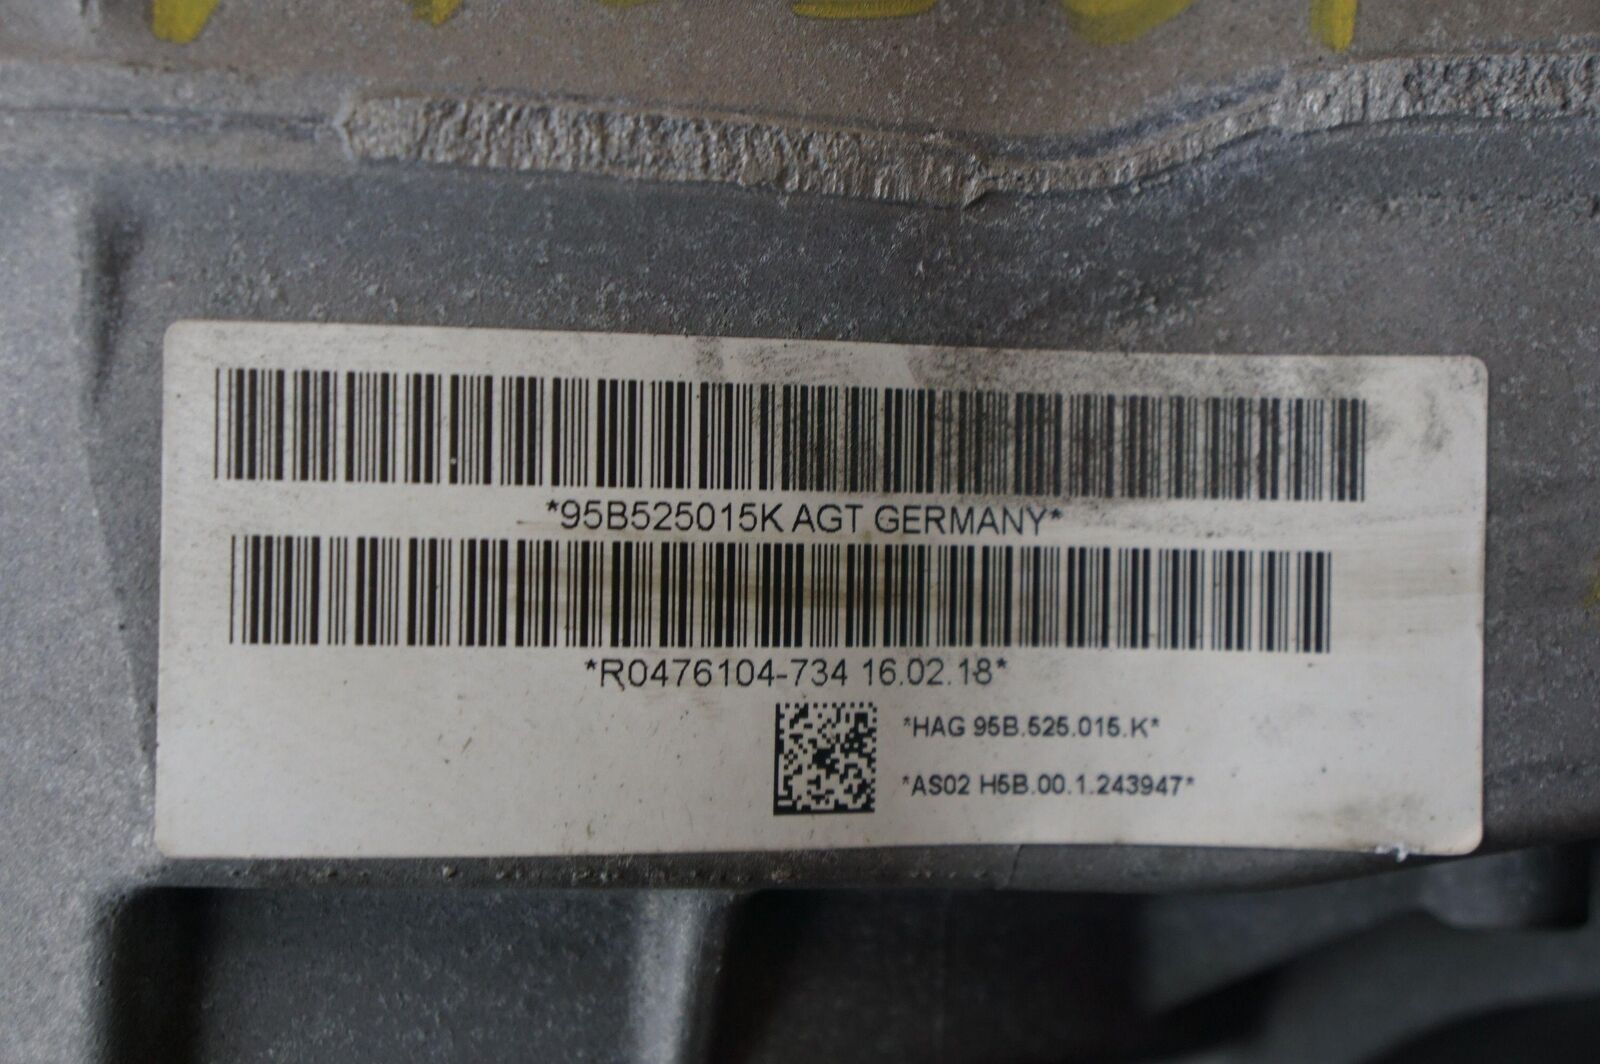 *95B525015K AGT GERMANY*
*R0476104-734 16.02.18*
*HAG 95B.525.015.K*
*AS02 H5B.00.1.243947*